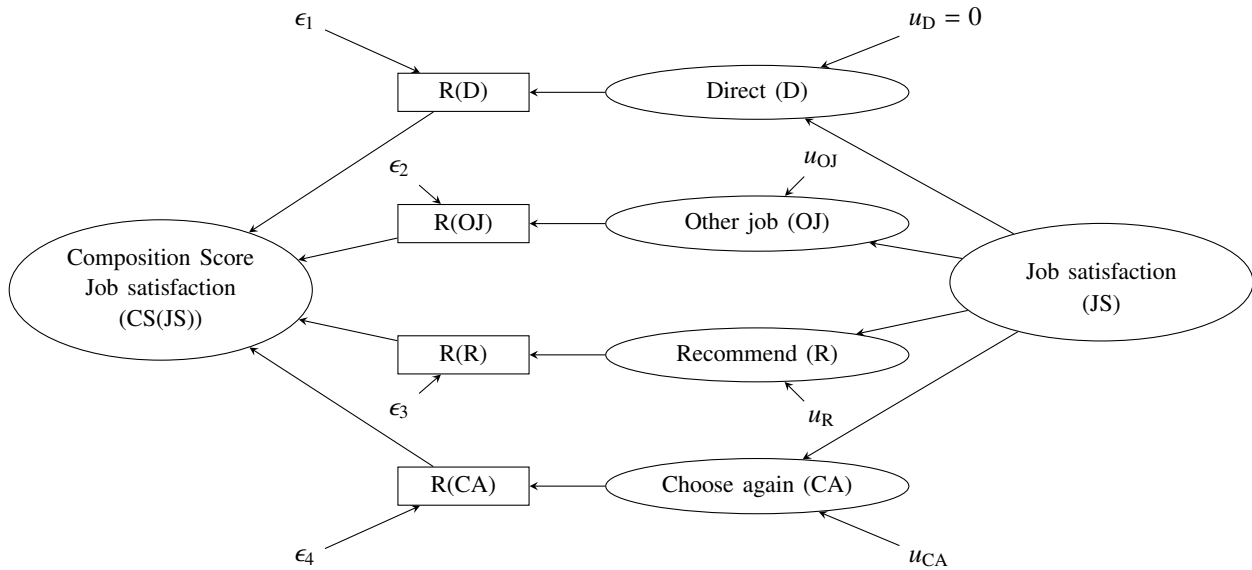 ϵ1
u_D = 0
R(D)
Direct (D)
ϵ2
u_OJ
R(OJ)
Other job (OJ)
Composition Score
Job satisfaction
(CS(JS))
Job satisfaction
(JS)
R(R)
Recommend (R)
ϵ3
u_R
R(CA)
Choose again (CA)
ϵ4
u_CA